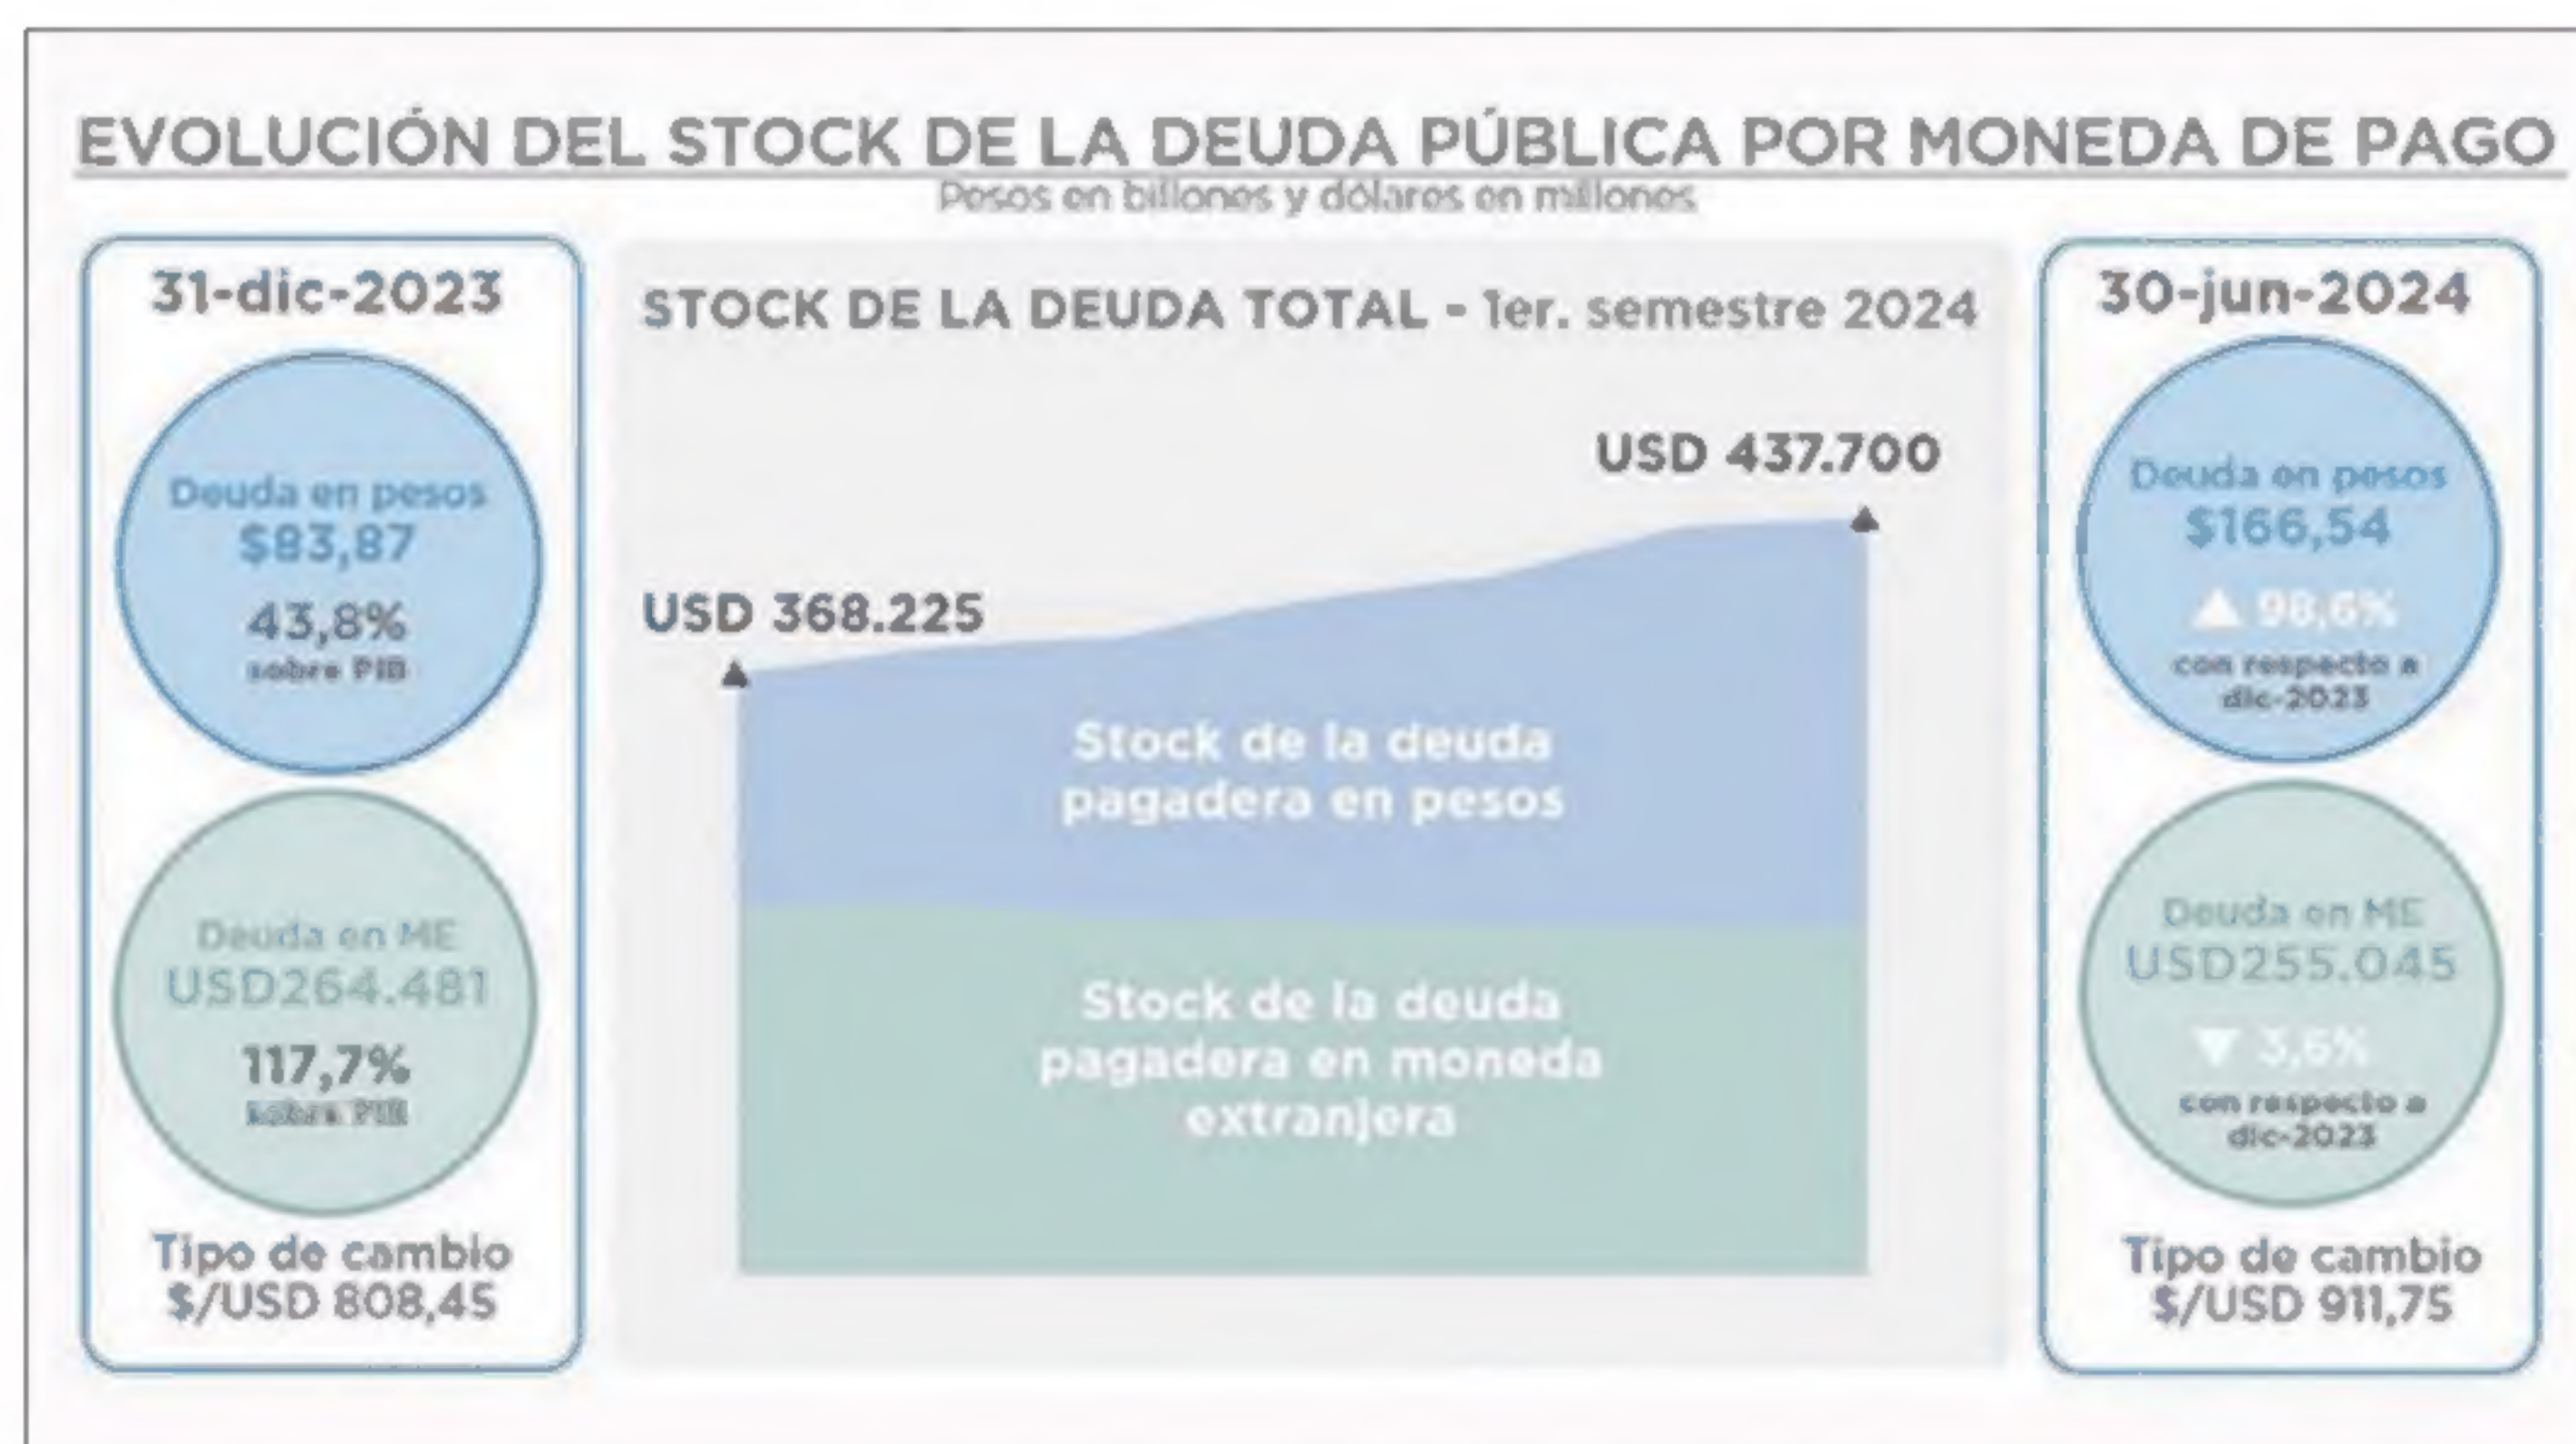 EVOLUCIÓN DEL STOCK DE LA DEUDA PÚBLICA POR MONEDA DE PAGO
Pesos en billones y dólares en millones
31-dic-2023
Deuda en pesos
$83,87
43,8%
sobre PIB
Deuda en ME
USD264.481
117,7%
sobre PIB
Tipo de cambio
$/USD 808,45
STOCK DE LA DEUDA TOTAL - 1er. semestre 2024
USD 437.700
USD 368.225
Stock de la deuda
pagadera en pesos
Stock de la deuda
pagadera en moneda
extranjera
30-jun-2024
Deuda en pesos
$166,54
▲ 98,6%
con respecto a
dic-2023
Deuda en ME
USD255.045
▼ 3,6%
con respecto a
dic-2023
Tipo de cambio
$/USD 911,75